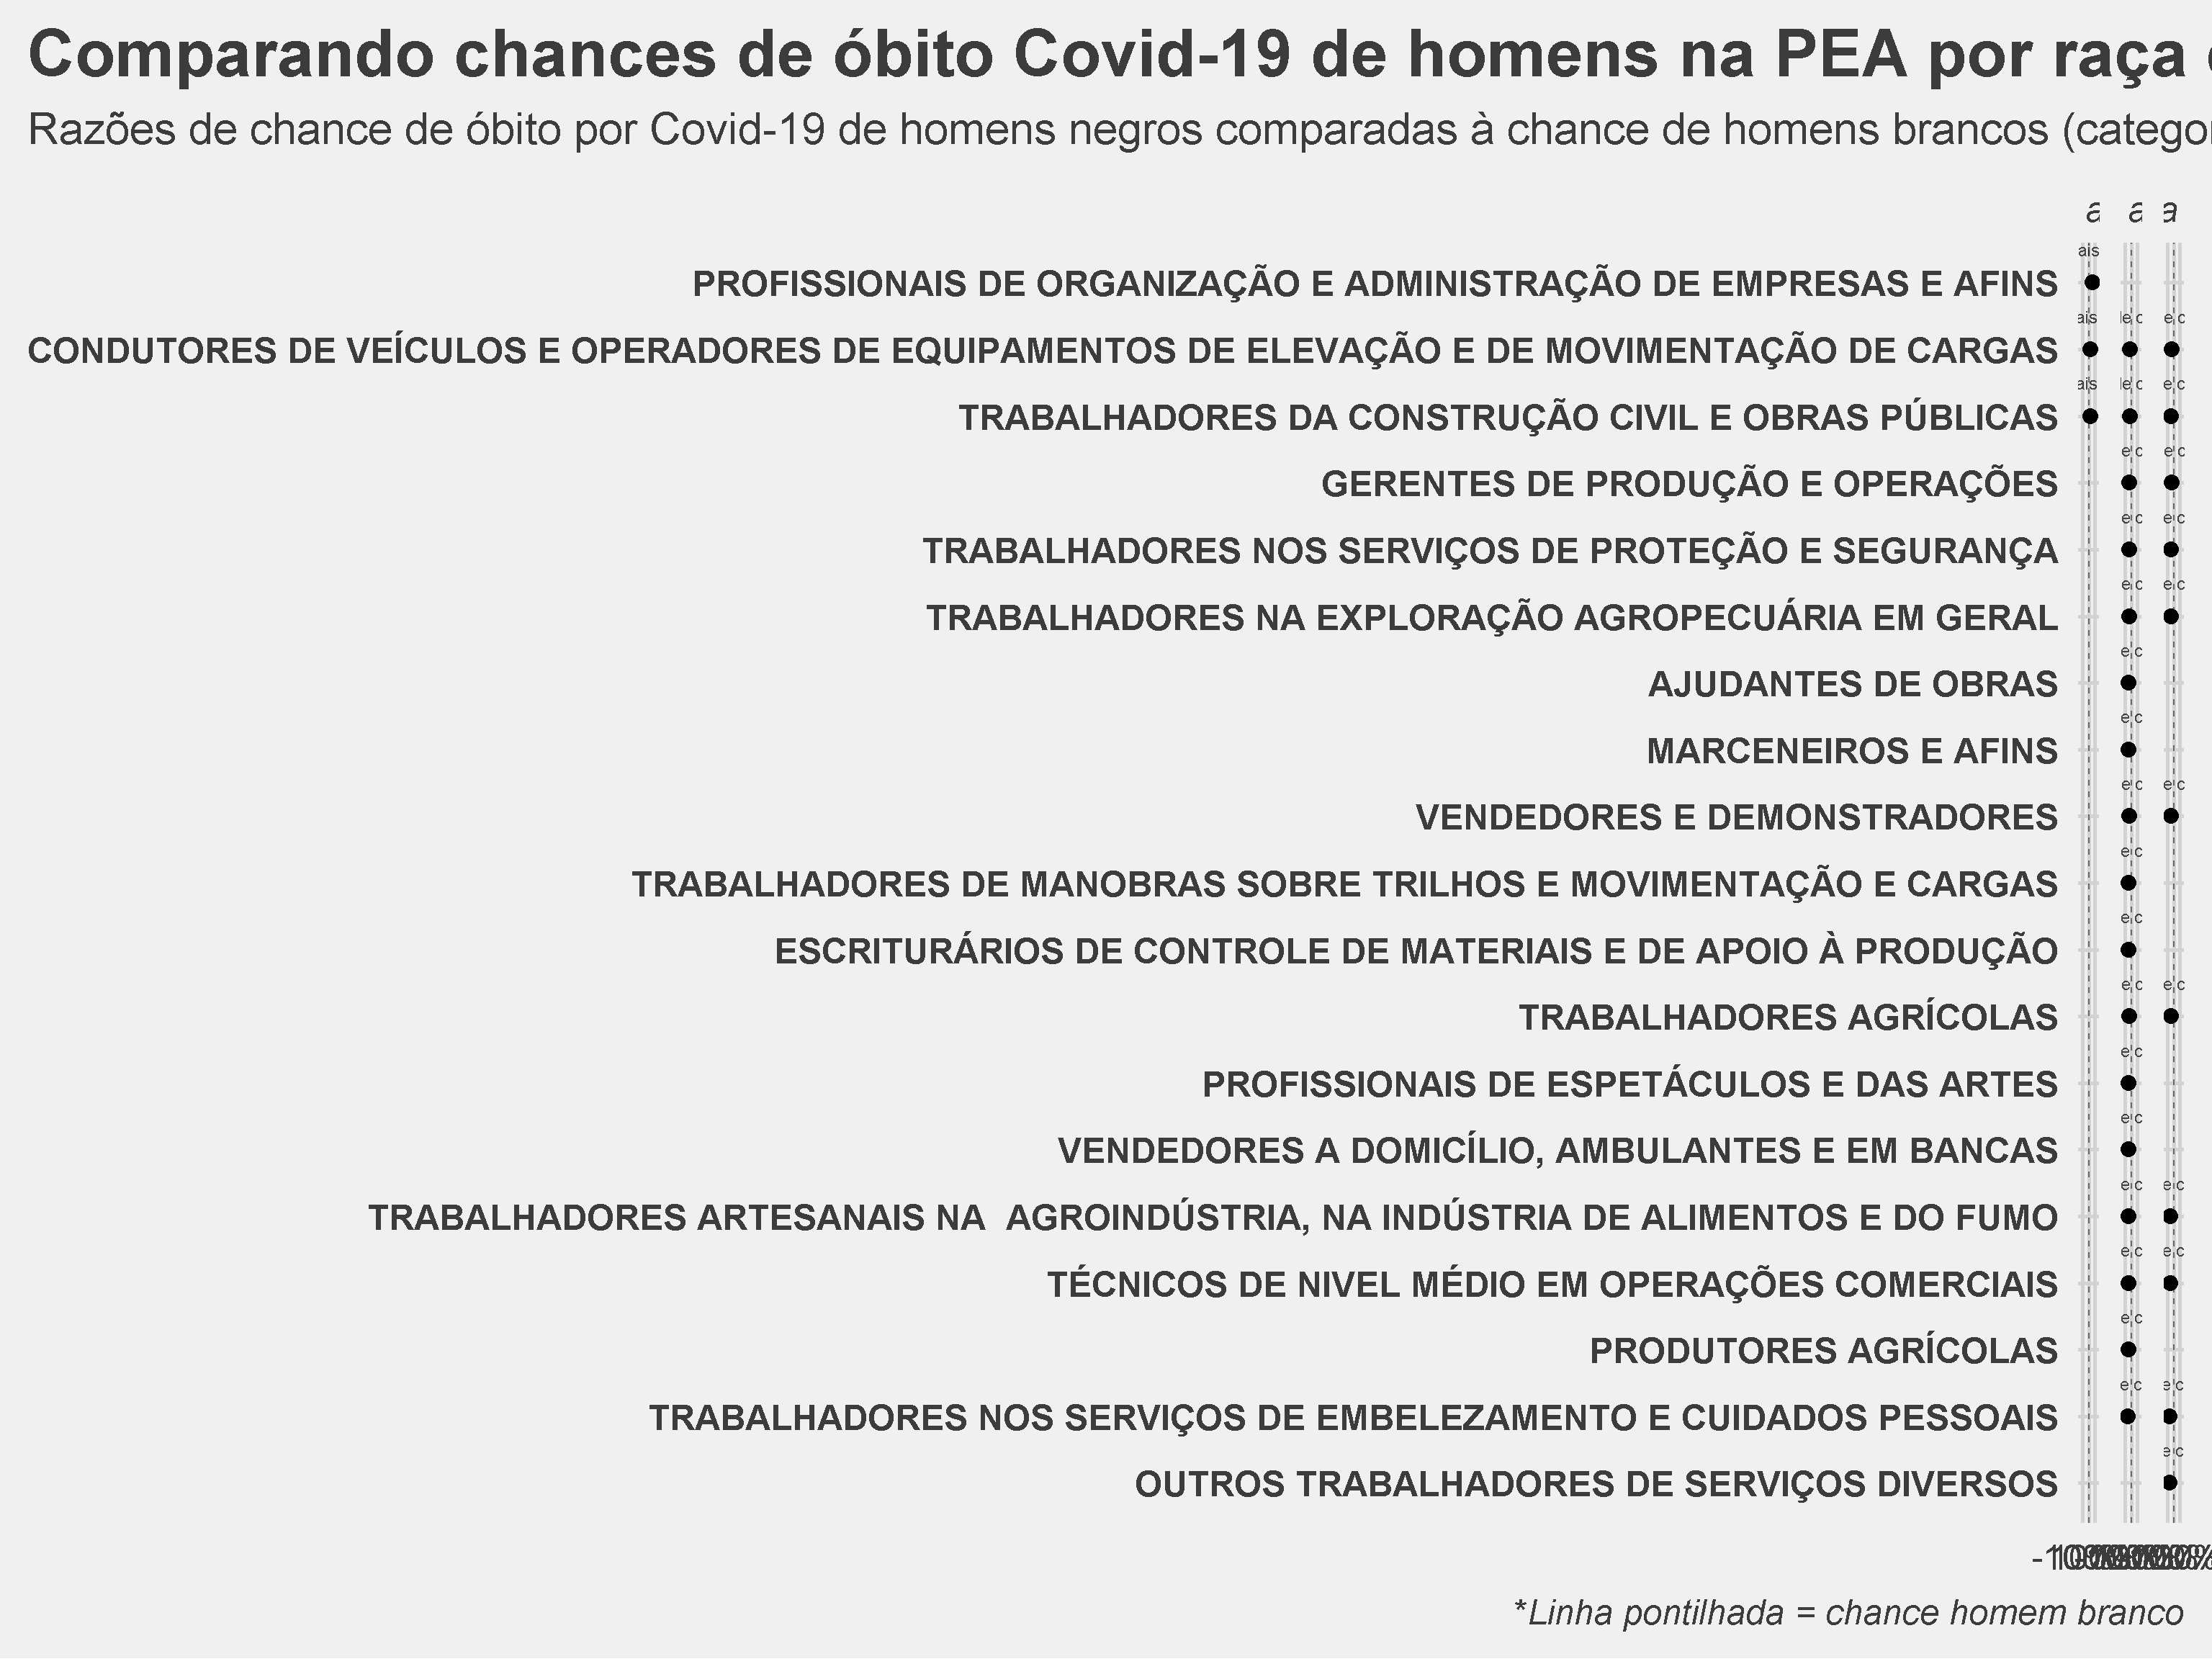 Comparando chances de óbito Covid-19 de homens na PEA por raça
Razões de chance de óbito por Covid-19 de homens negros comparadas à chance de homens brancos
a a a
ais
PROFISSIONAIS DE ORGANIZAÇÃO E ADMINISTRAÇÃO DE EMPRESAS E AFINS
ais e c e c
CONDUTORES DE VEÍCULOS E OPERADORES DE EQUIPAMENTOS DE ELEVAÇÃO E DE MOVIMENTAÇÃO DE CARGAS
ais e c e c
TRABALHADORES DA CONSTRUÇÃO CIVIL E OBRAS PÚBLICAS
e c e c
GERENTES DE PRODUÇÃO E OPERAÇÕES
e c e c
TRABALHADORES NOS SERVIÇOS DE PROTEÇÃO E SEGURANÇA
e c e c
TRABALHADORES NA EXPLORAÇÃO AGROPECUÁRIA EM GERAL
e c
AJUDANTES DE OBRAS
e c
MARCENEIROS E AFINS
e c e c
VENDEDORES E DEMONSTRADORES
e c
TRABALHADORES DE MANOBRAS SOBRE TRILHOS E MOVIMENTAÇÃO E CARGAS
e c
ESCRITURÁRIOS DE CONTROLE DE MATERIAIS E DE APOIO À PRODUÇÃO
e c e c
TRABALHADORES AGRÍCOLAS
e c
PROFISSIONAIS DE ESPETÁCULOS E DAS ARTES
e c
VENDEDORES A DOMICÍLIO, AMBULANTES E EM BANCAS
e c e c
TRABALHADORES ARTESANAIS NA AGROINDÚSTRIA, NA INDÚSTRIA DE ALIMENTOS E DO FUMO
e c e c
TÉCNICOS DE NIVEL MÉDIO EM OPERAÇÕES COMERCIAIS
e c
PRODUTORES AGRÍCOLAS
e c e c
TRABALHADORES NOS SERVIÇOS DE EMBELEZAMENTO E CUIDADOS PESSOAIS
e c
OUTROS TRABALHADORES DE SERVIÇOS DIVERSOS
*Linha pontilhada = chance homem branco